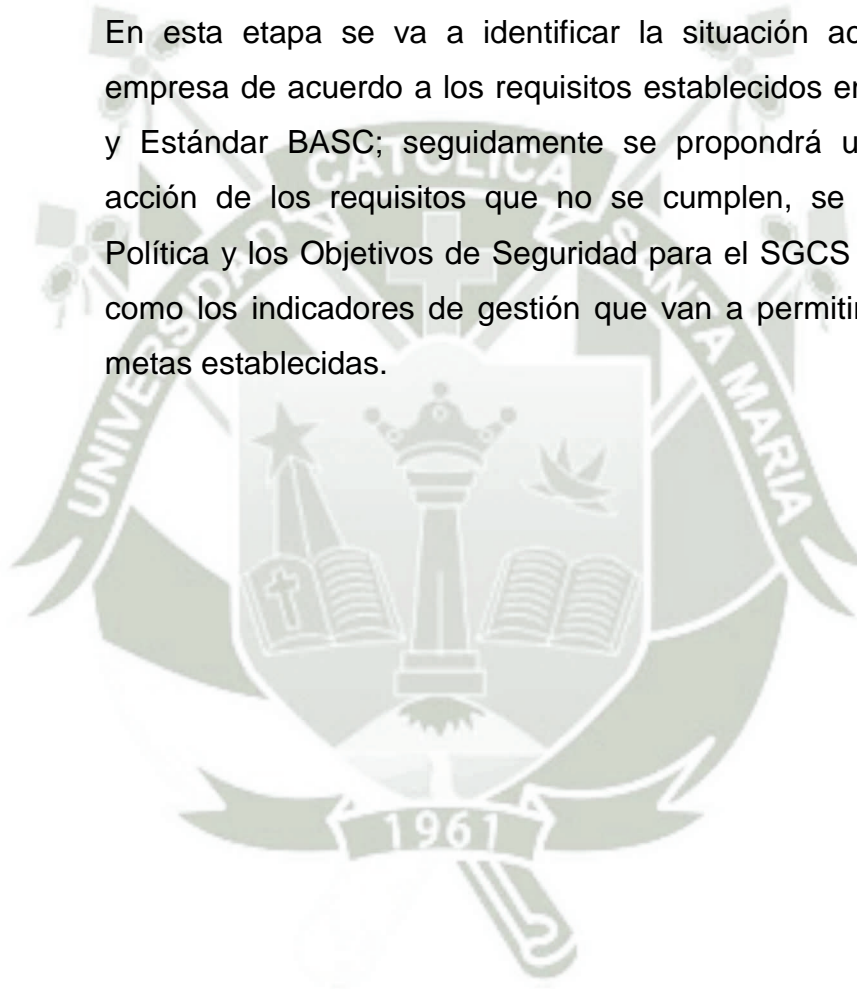 En esta etapa se va a identificar la situación
empresa de acuerdo a los requisitos establecidos
y Estándar BASC; seguidamente se propondrá
acción de los requisitos que no se cumplen, se
Política y los Objetivos de Seguridad para el SGCS
como los indicadores de gestión que van a permitir
metas establecidas.
UNIVERSIDAD CATOLICA SANTA MARIA
1961